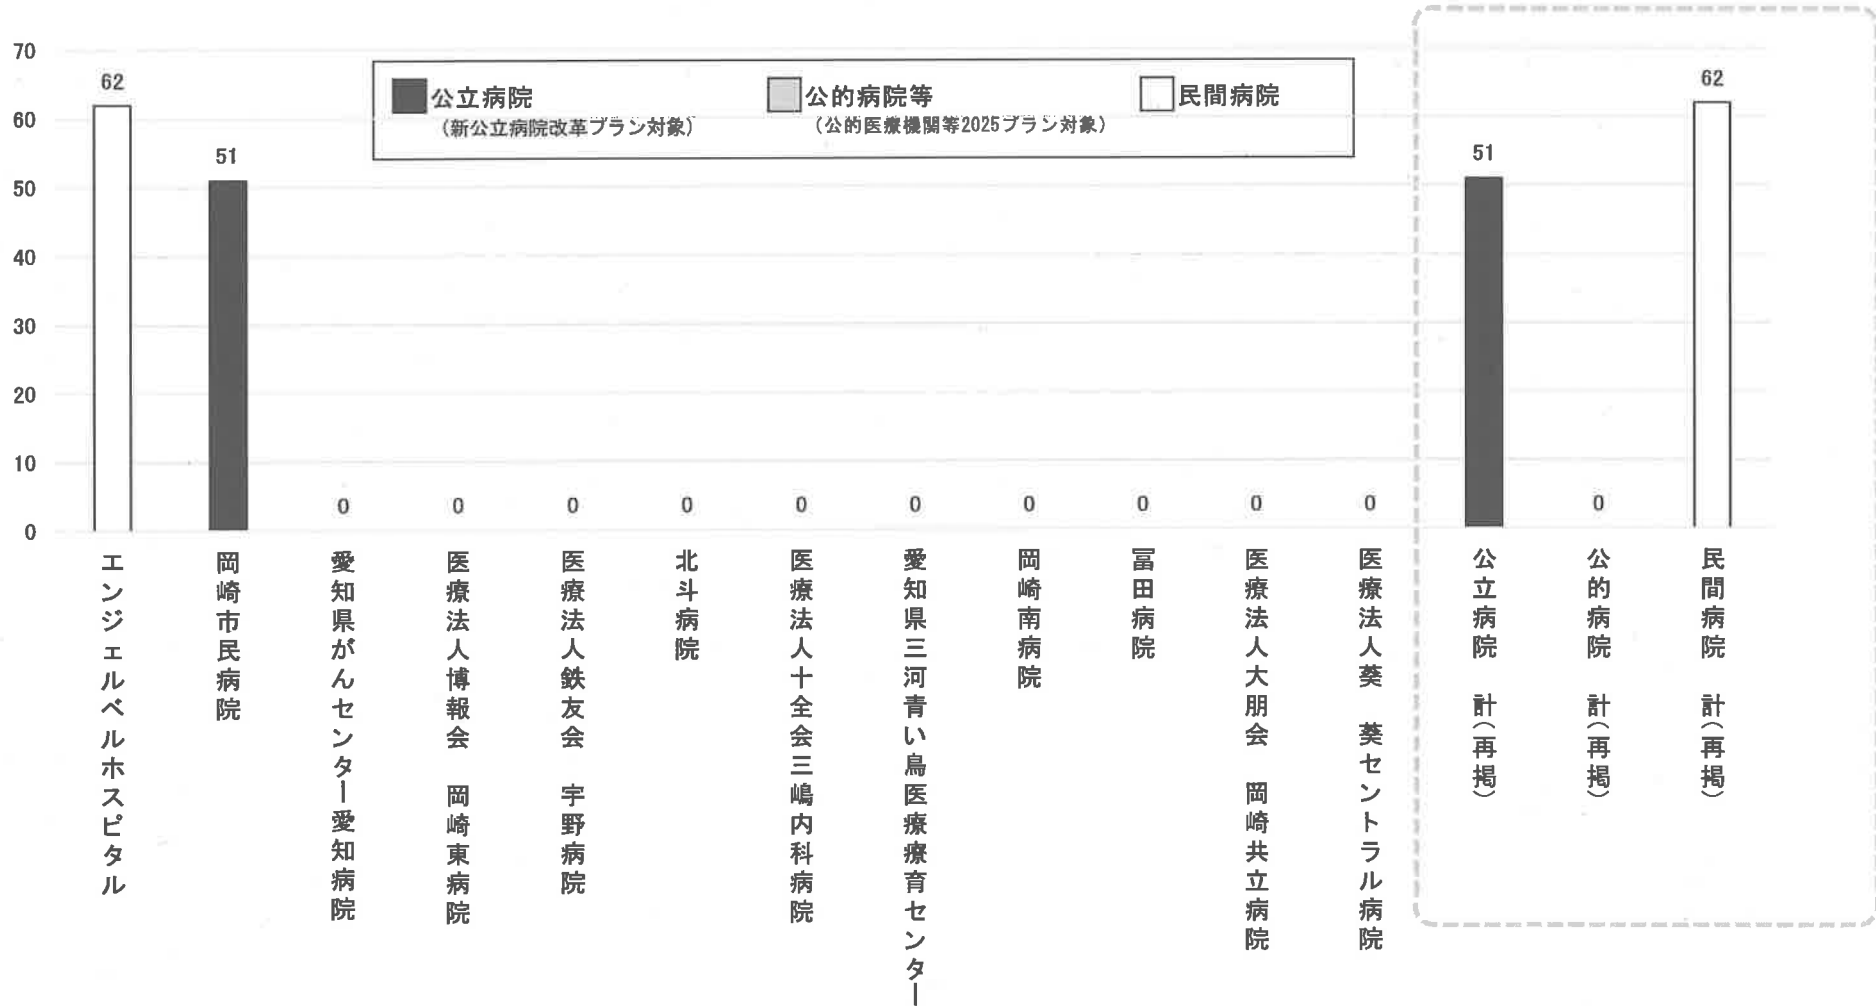 70
60
50
40
30
20
10
0
公立病院
（新公立病院改革プラン対象）
公的病院等
（公的医療機関等2025プラン対象）
民間病院
62
51
0
0
0
0
0
0
0
0
0
0
51
0
62
エンジェルベルホスピタル
岡崎市民病院
愛知県がんセンター愛知病院
医療法人博報会　岡崎東病院
医療法人鉄友会　宇野病院
北斗病院
医療法人十全会三嶋内科病院
愛知県三河青い鳥医療療育センター
岡崎南病院
冨田病院
医療法人大朋会　岡崎共立病院
医療法人葵　葵セントラル病院
公立病院　計（再掲）
公的病院　計（再掲）
民間病院　計（再掲）